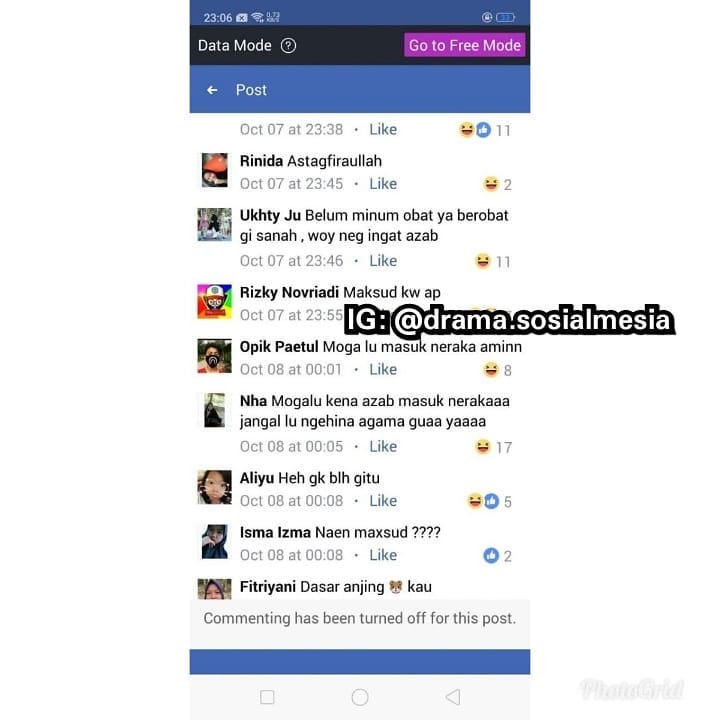 23:06 0,73 KB/S 33
Data Mode ? Go to Free Mode
Post
Oct 07 at 23:38 · Like 11
Rinida Astagfiraullah
Oct 07 at 23:45 · Like 2
Ukhty Ju Belum minum obat ya berobat
gi sanah , woy neg ingat azab
Oct 07 at 23:46 · Like 11
Rizky Novriadi Maksud kw ap
Oct 07 at 23:55
IG: @drama.sosialmesia
Opik Paetul Moga lu masuk neraka aminn
Oct 08 at 00:01 · Like 8
Nha Mogalu kena azab masuk nerakaaa
jangal lu ngehina agama guaa yaaaa
Oct 08 at 00:05 · Like 17
Aliyu Heh gk blh gitu
Oct 08 at 00:08 · Like 5
Isma Izma Naen maxsud ????
Oct 08 at 00:08 · Like 2
Fitriyani Dasar anjing 🐶 kau
Commenting has been turned off for this post.
PhotoGrid